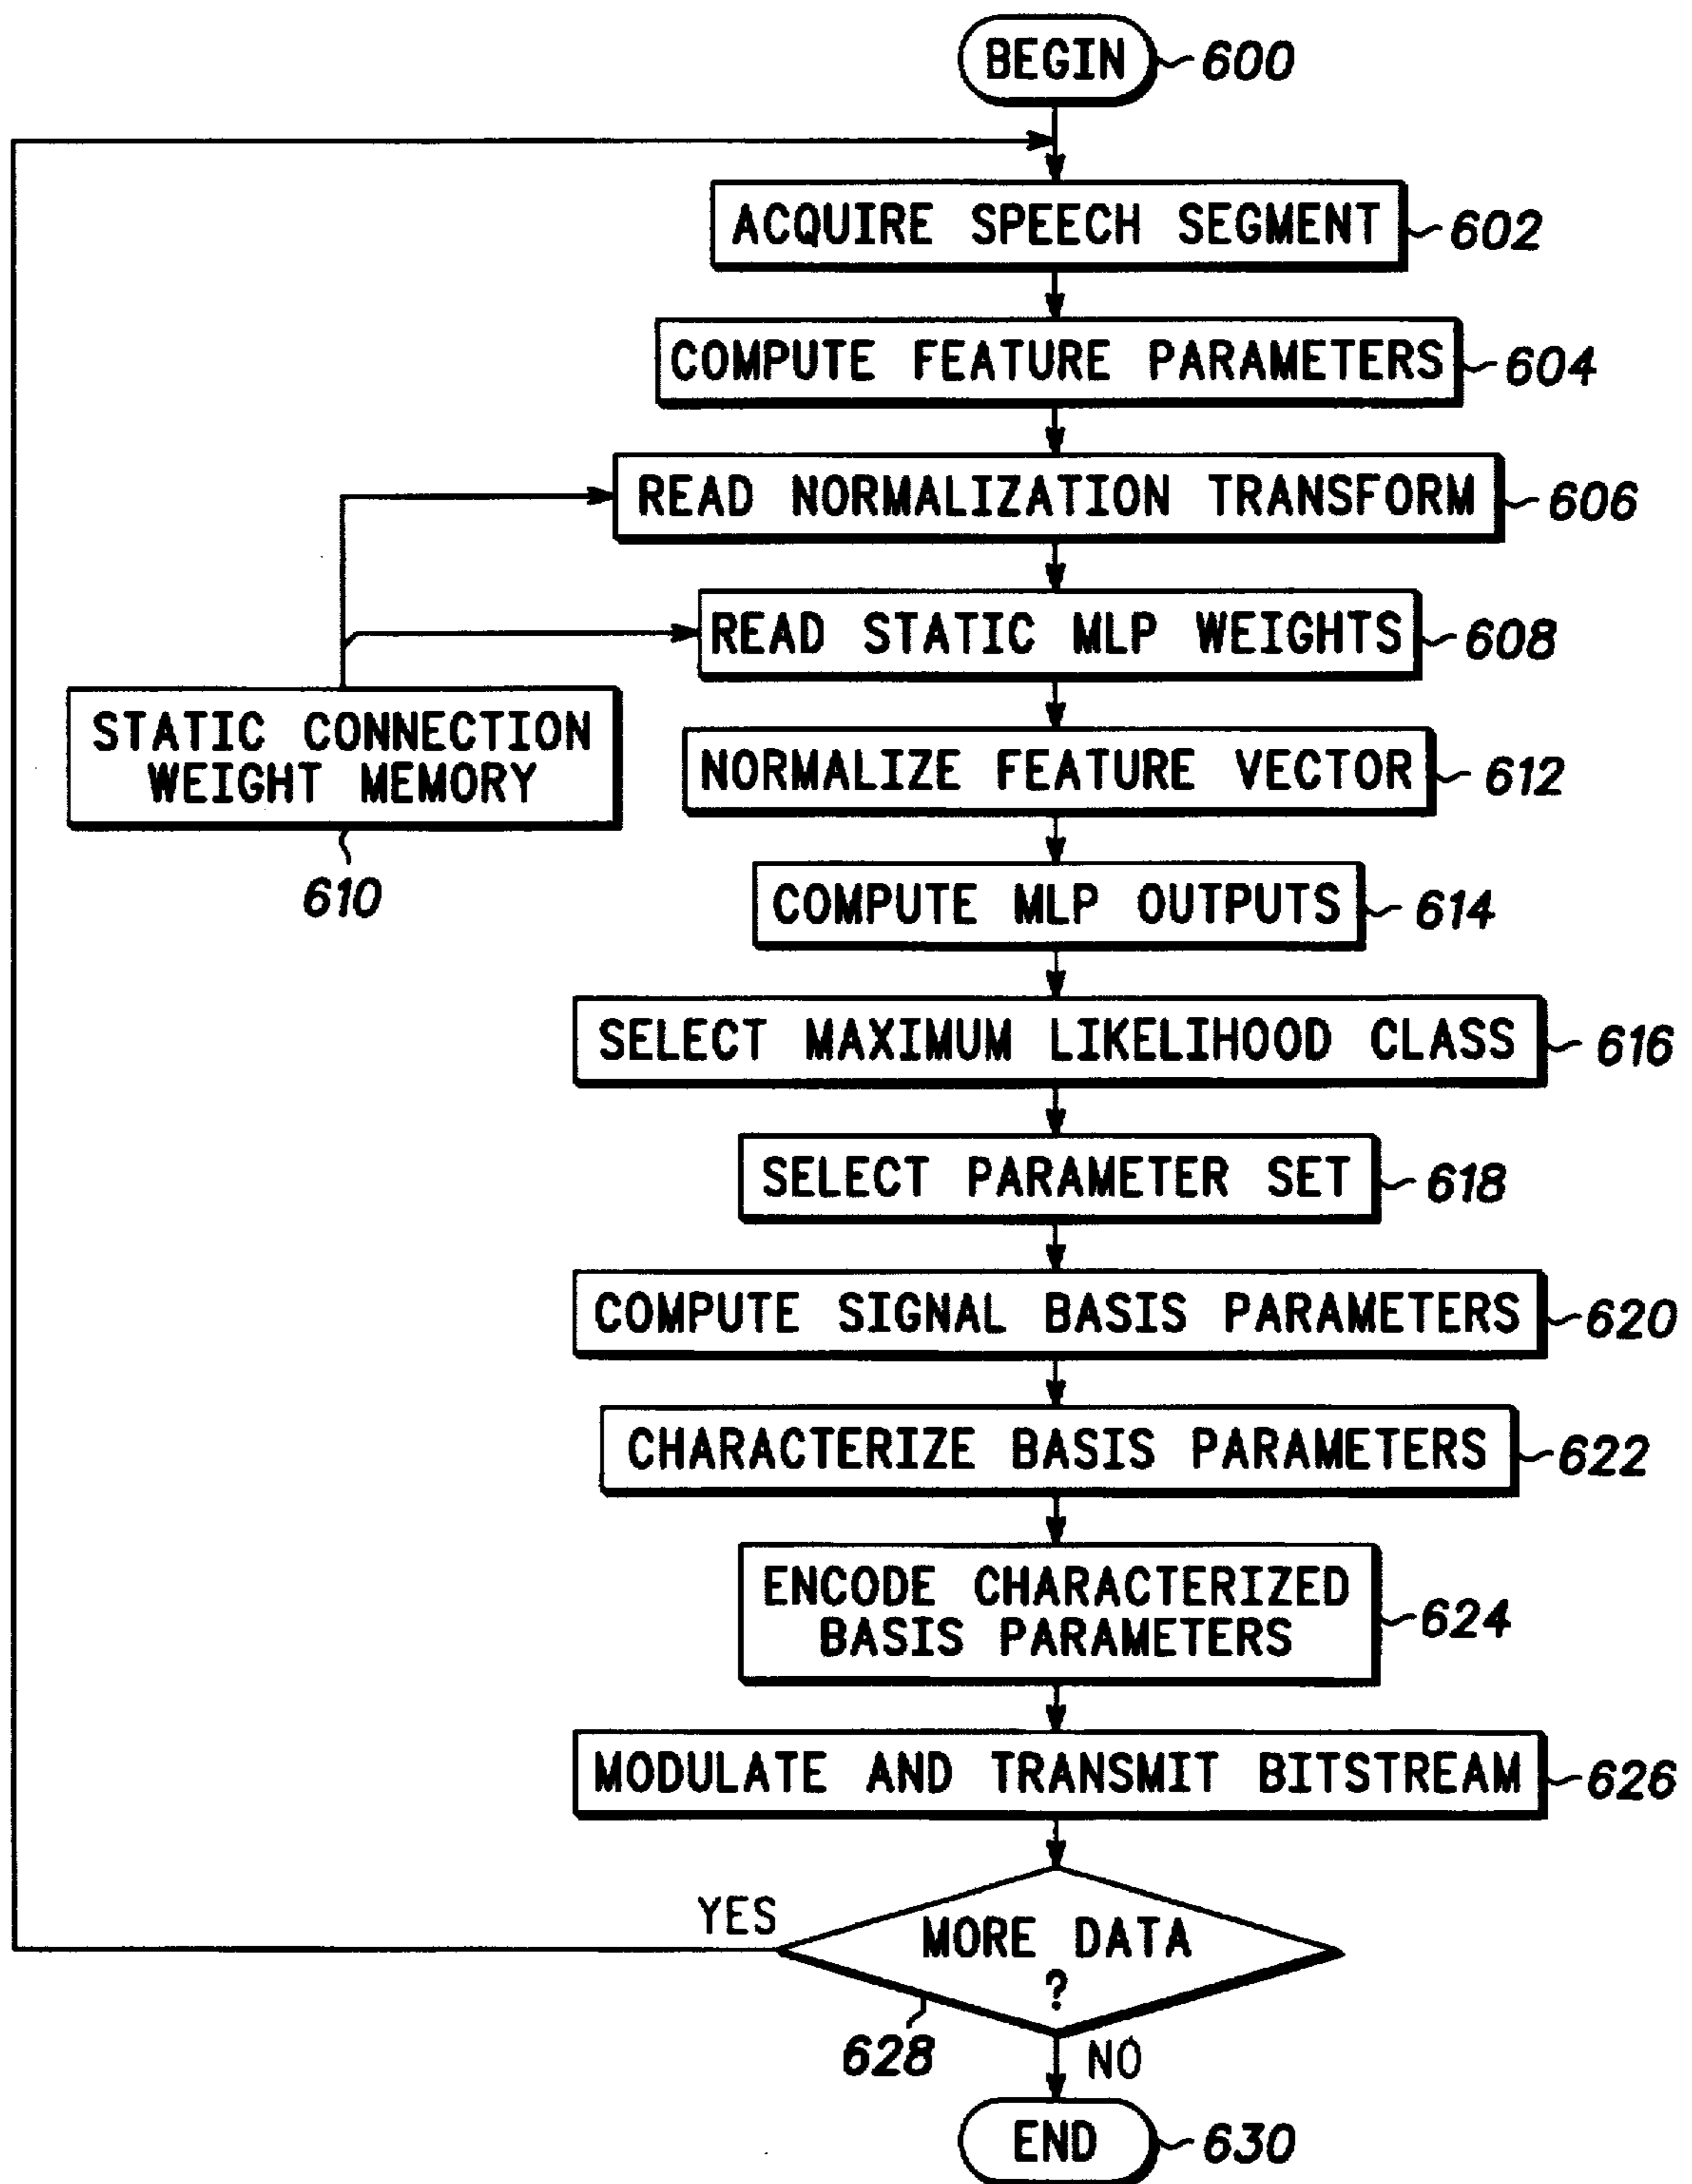 BEGIN 600
ACQUIRE SPEECH SEGMENT 602
COMPUTE FEATURE PARAMETERS 604
READ NORMALIZATION TRANSFORM 606
READ STATIC MLP WEIGHTS 608
STATIC CONNECTION
WEIGHT MEMORY
610
NORMALIZE FEATURE VECTOR 612
COMPUTE MLP OUTPUTS 614
SELECT MAXIMUM LIKELIHOOD CLASS 616
SELECT PARAMETER SET 618
COMPUTE SIGNAL BASIS PARAMETERS 620
CHARACTERIZE BASIS PARAMETERS 622
ENCODE CHARACTERIZED
BASIS PARAMETERS 624
MODULATE AND TRANSMIT BITSTREAM 626
YES
MORE DATA
?
628
NO
END 630